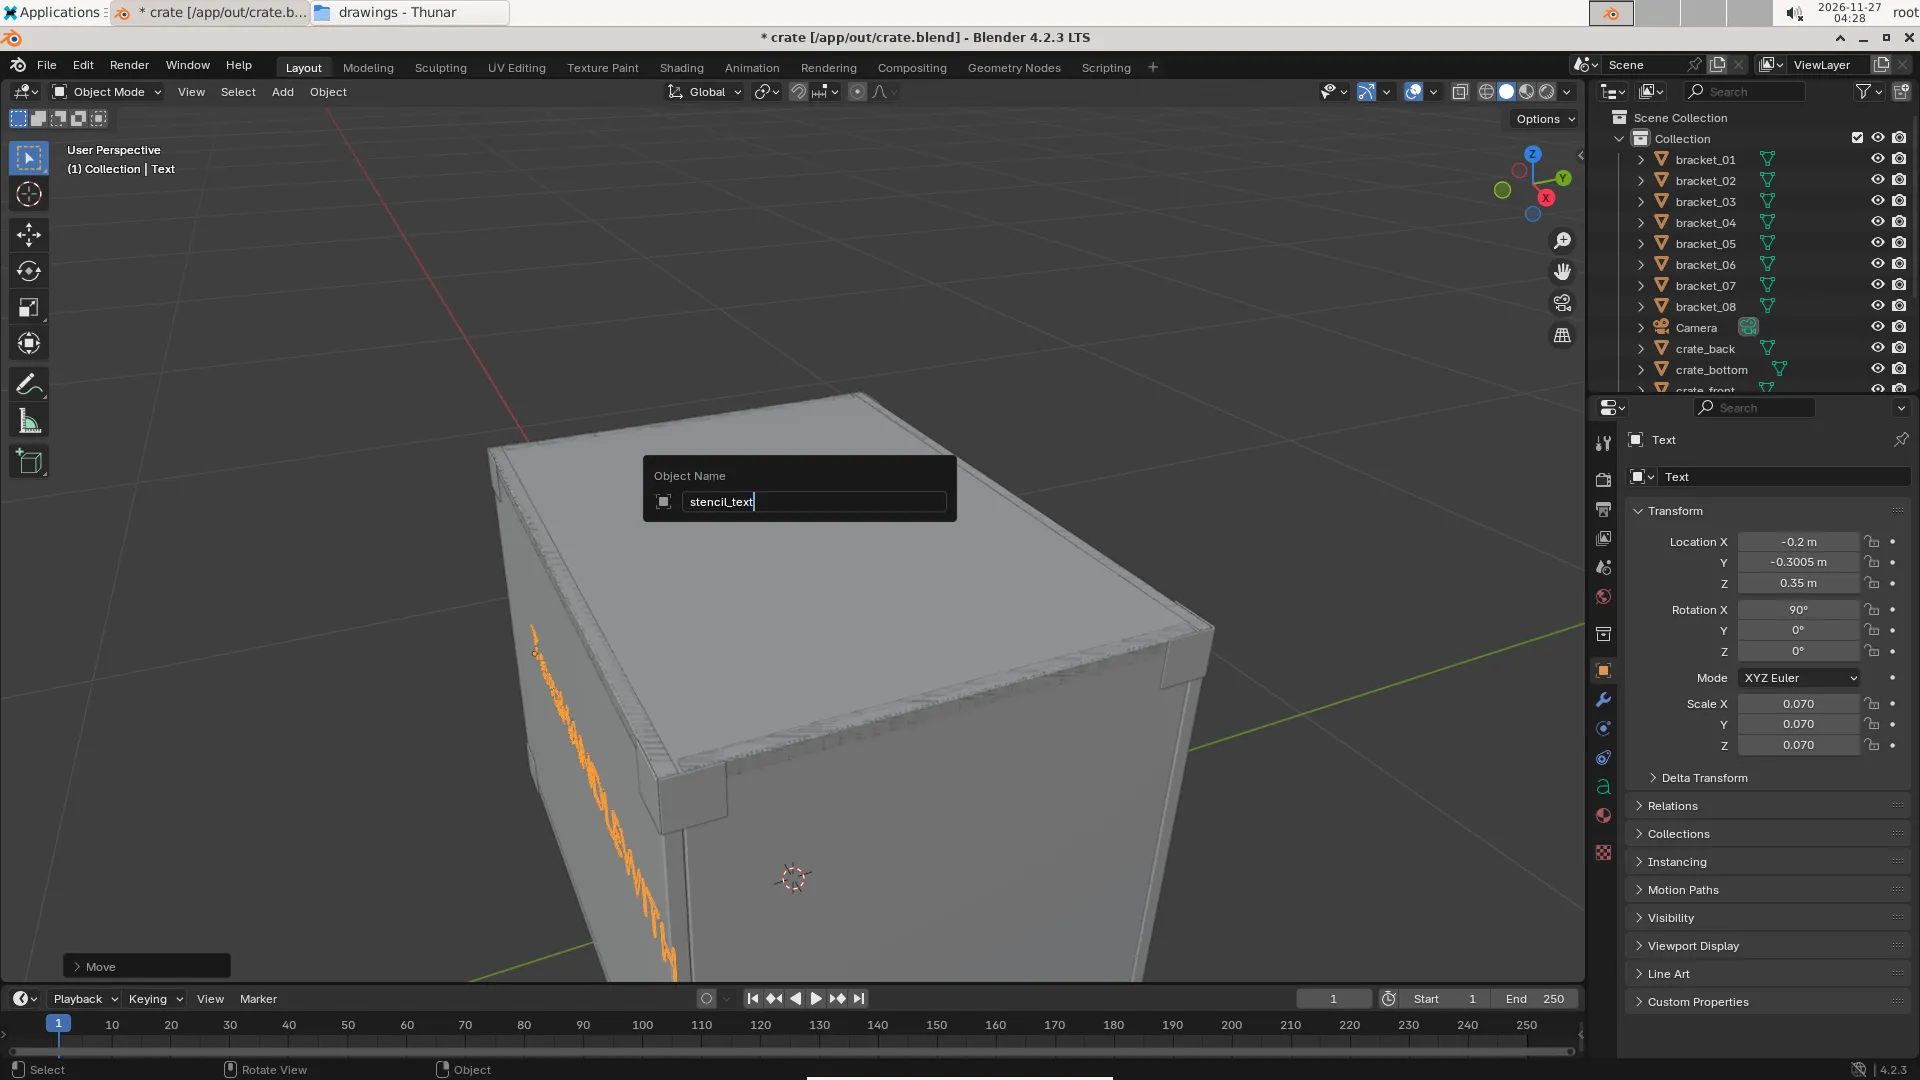 Applications
* crate [/app/out/crate.b...
drawings - Thunar
2026-11-27
04:28
root
* crate [/app/out/crate.blend] - Blender 4.2.3 LTS
File Edit Render Window Help
Layout Modeling Sculpting UV Editing Texture Paint Shading Animation Rendering Compositing Geometry Nodes Scripting
Scene
ViewLayer
Object Mode View Select Add Object
Global
Search
Options
User Perspective
(1) Collection | Text
Z
Y
X
Scene Collection
Collection
bracket_01
bracket_02
bracket_03
bracket_04
bracket_05
bracket_06
bracket_07
bracket_08
Camera
crate_back
crate_bottom
crate_front
Search
Text
Text
Object Name
stencil_text
Transform
Location X -0.2 m
Y -0.3005 m
Z 0.35 m
Rotation X 90°
Y 0°
Z 0°
Mode XYZ Euler
Scale X 0.070
Y 0.070
Z 0.070
Delta Transform
Relations
Collections
Instancing
Motion Paths
Visibility
Viewport Display
Line Art
Custom Properties
Move
Playback Keying View Marker
1
Start 1
End 250
1 10 20 30 40 50 60 70 80 90 100 110 120 130 140 150 160 170 180 190 200 210 220 230 240 250
Select
Rotate View
Object
4.2.3